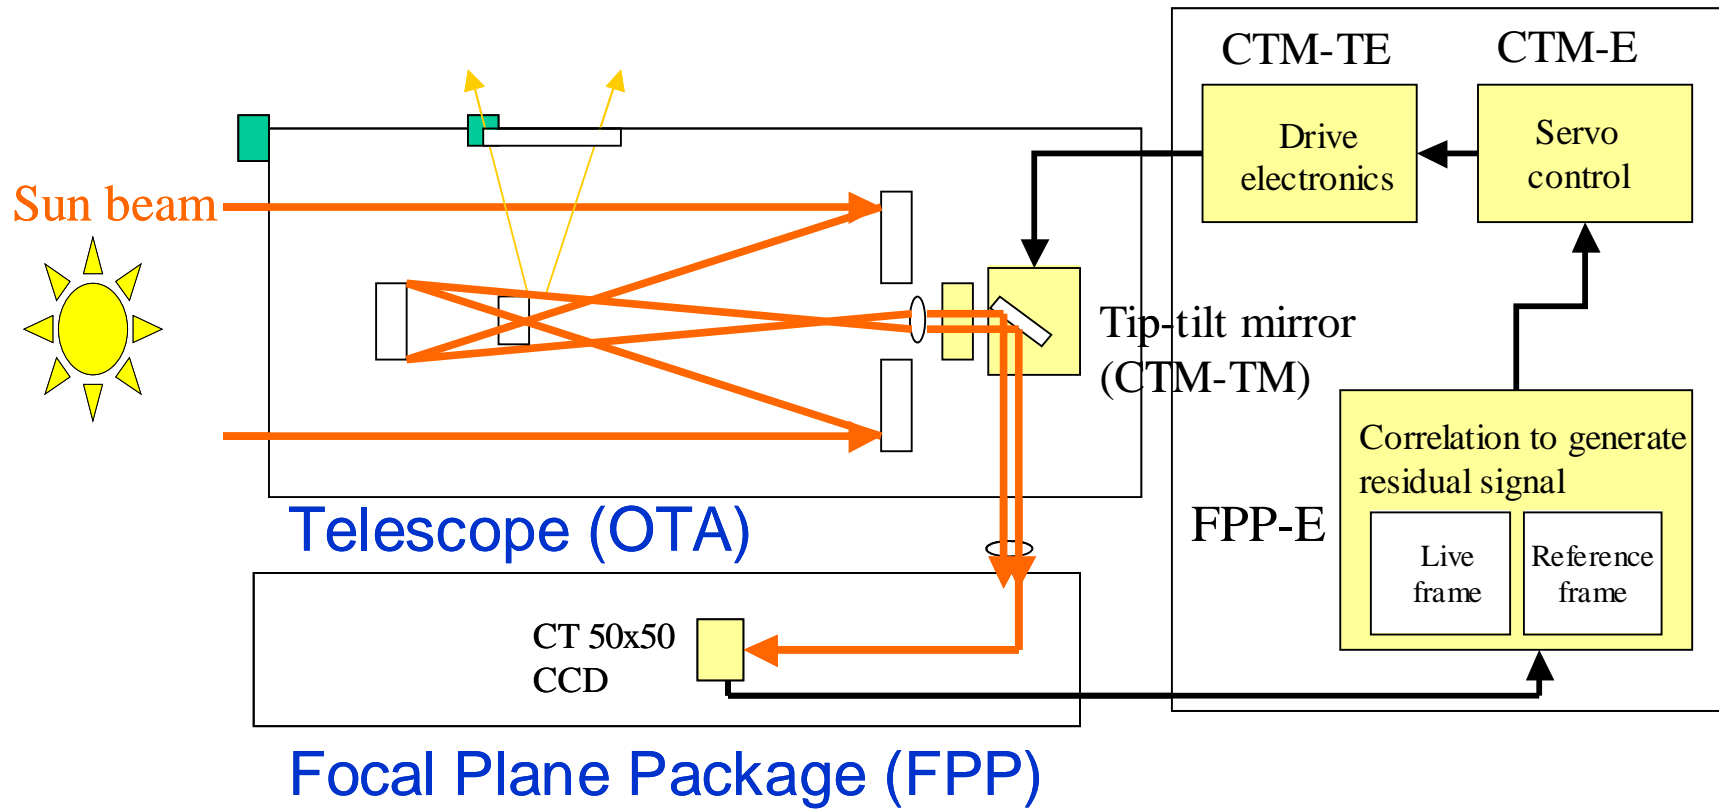 CTM-TE
CTM-E
Drive
electronics
Servo
control
Sun beam
Tip-tilt mirror
(CTM-TM)
Correlation to generate
residual signal
FPP-E
Live
frame
Reference
frame
Telescope (OTA)
CT 50x50
CCD
Focal Plane Package (FPP)